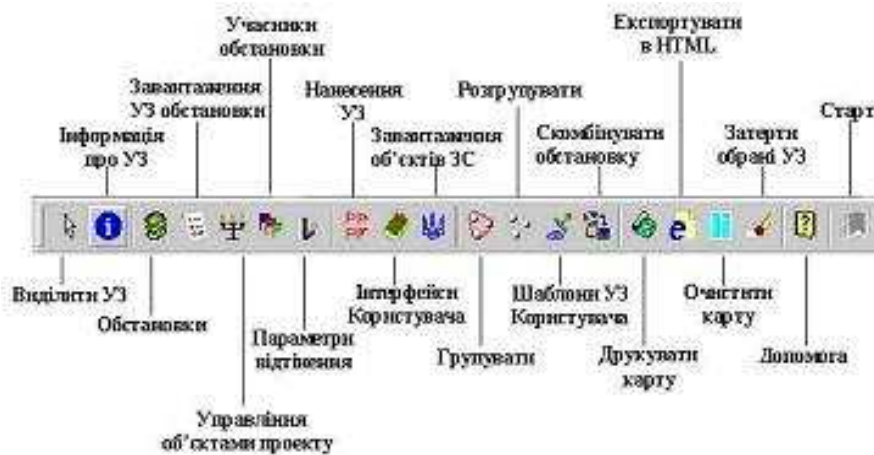 Учасники
обстановки
Експортувати
в HTML
Завантаження
УЗ обстановки
Нанесення
УЗ
Розгрупувати
Старт
Інформація
про УЗ
Завантаження
об’єктів ЗС
Скомбінувати
обстановку
Затерти
обрані УЗ
Виділити УЗ
Обстановки
Параметри
відтінення
Інтерфейси
Користувача
Групувати
Шаблони УЗ
Користувача
Друкувати
карту
Очистити
карту
Допомога
Управління
об’єктами проекту